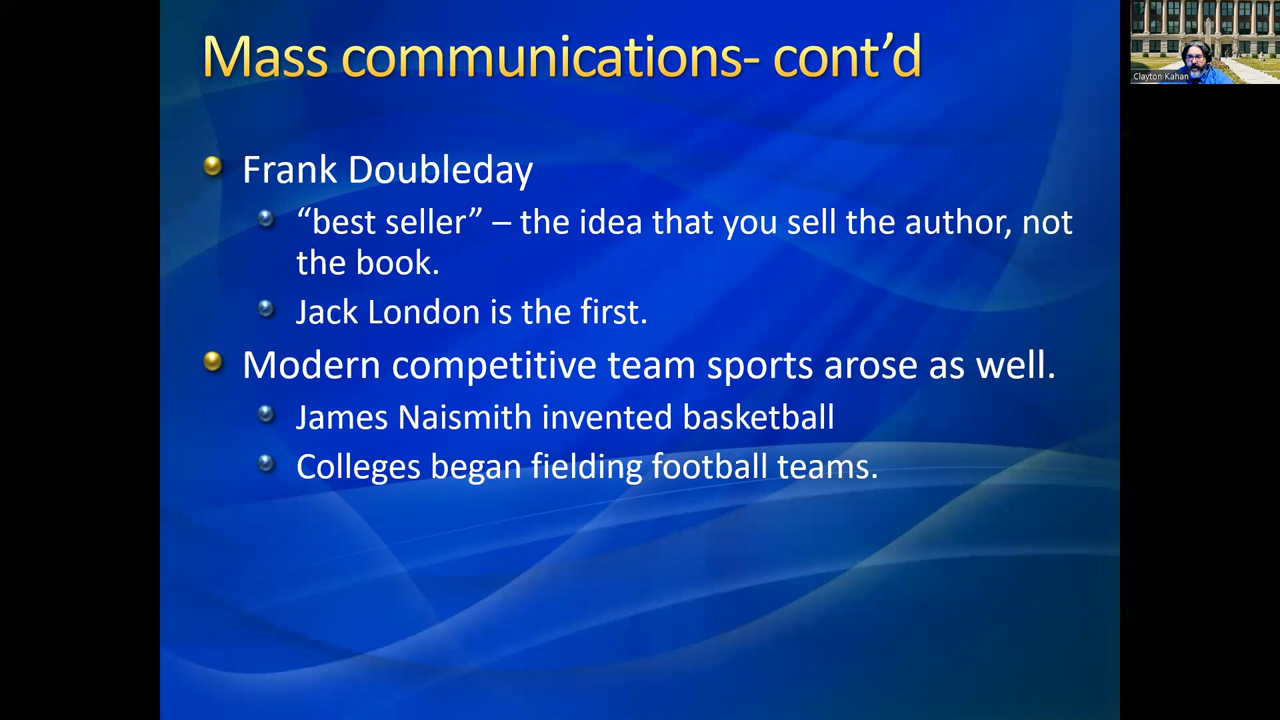 Mass communications- cont’d
Clayton Kahan
Frank Doubleday
“best seller” – the idea that you sell the author, not
the book.
Jack London is the first.
Modern competitive team sports arose as well.
James Naismith invented basketball
Colleges began fielding football teams.